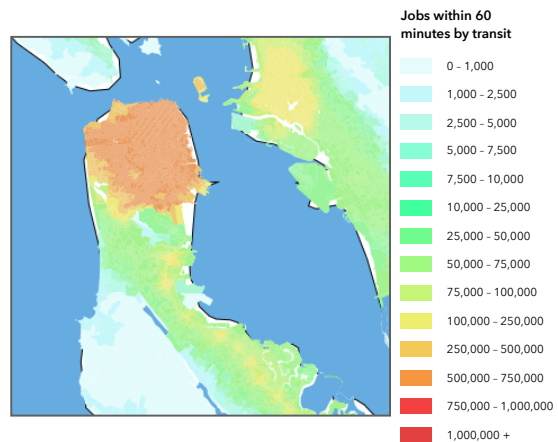 Jobs within 60
minutes by transit
0 – 1,000
1,000 – 2,500
2,500 – 5,000
5,000 – 7,500
7,500 – 10,000
10,000 – 25,000
25,000 – 50,000
50,000 – 75,000
75,000 – 100,000
100,000 – 250,000
250,000 – 500,000
500,000 – 750,000
750,000 – 1,000,000
1,000,000 +